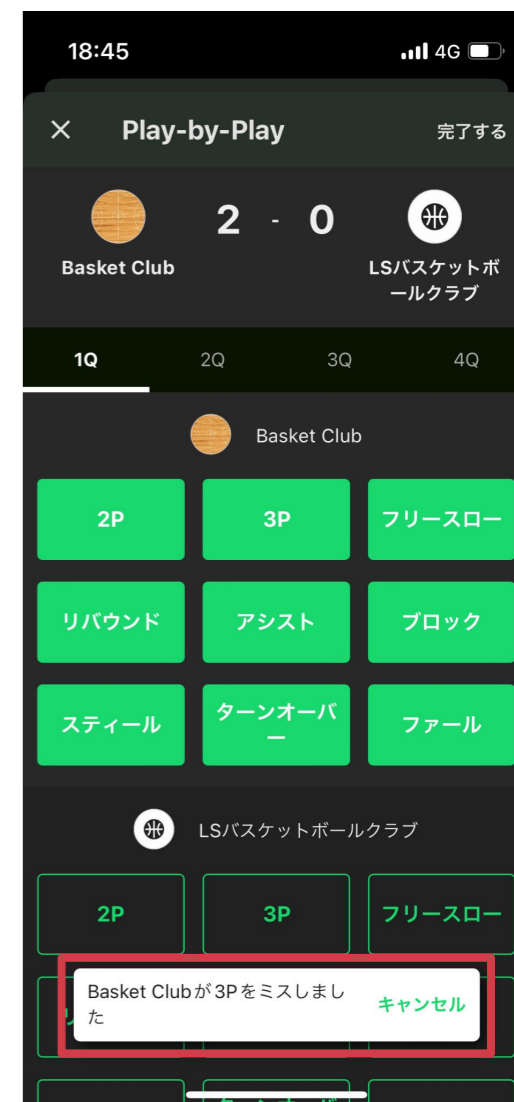 18:45
4G
Play-by-Play
完了する
2 - 0
Basket Club
LSバスケットボ
ールクラブ
1Q
2Q
3Q
4Q
Basket Club
2P
3P
フリースロー
リバウンド
アシスト
ブロック
スティール
ターンオーバ
ー
ファール
LSバスケットボールクラブ
2P
3P
フリースロー
Basket Clubが3Pをミスしまし
た
キャンセル